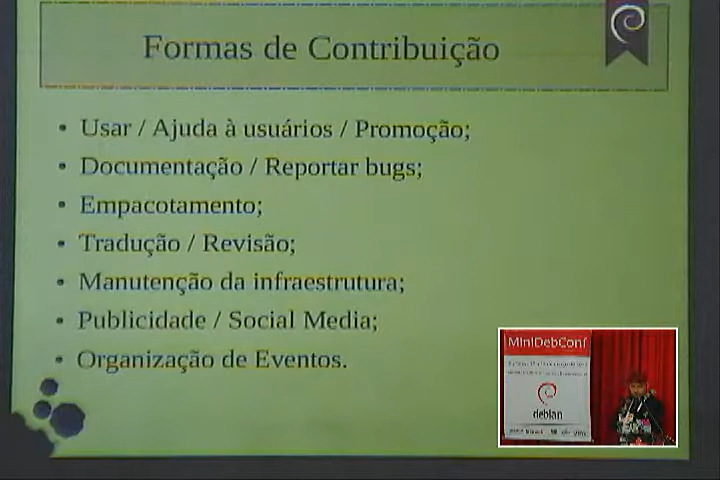 Formas de Contribuição
• Usar / Ajuda à usuários / Promoção;
• Documentação / Reportar bugs;
• Empacotamento;
• Tradução / Revisão;
• Manutenção da infraestrutura;
• Publicidade / Social Media;
• Organização de Eventos.
MiniDebConf
debian